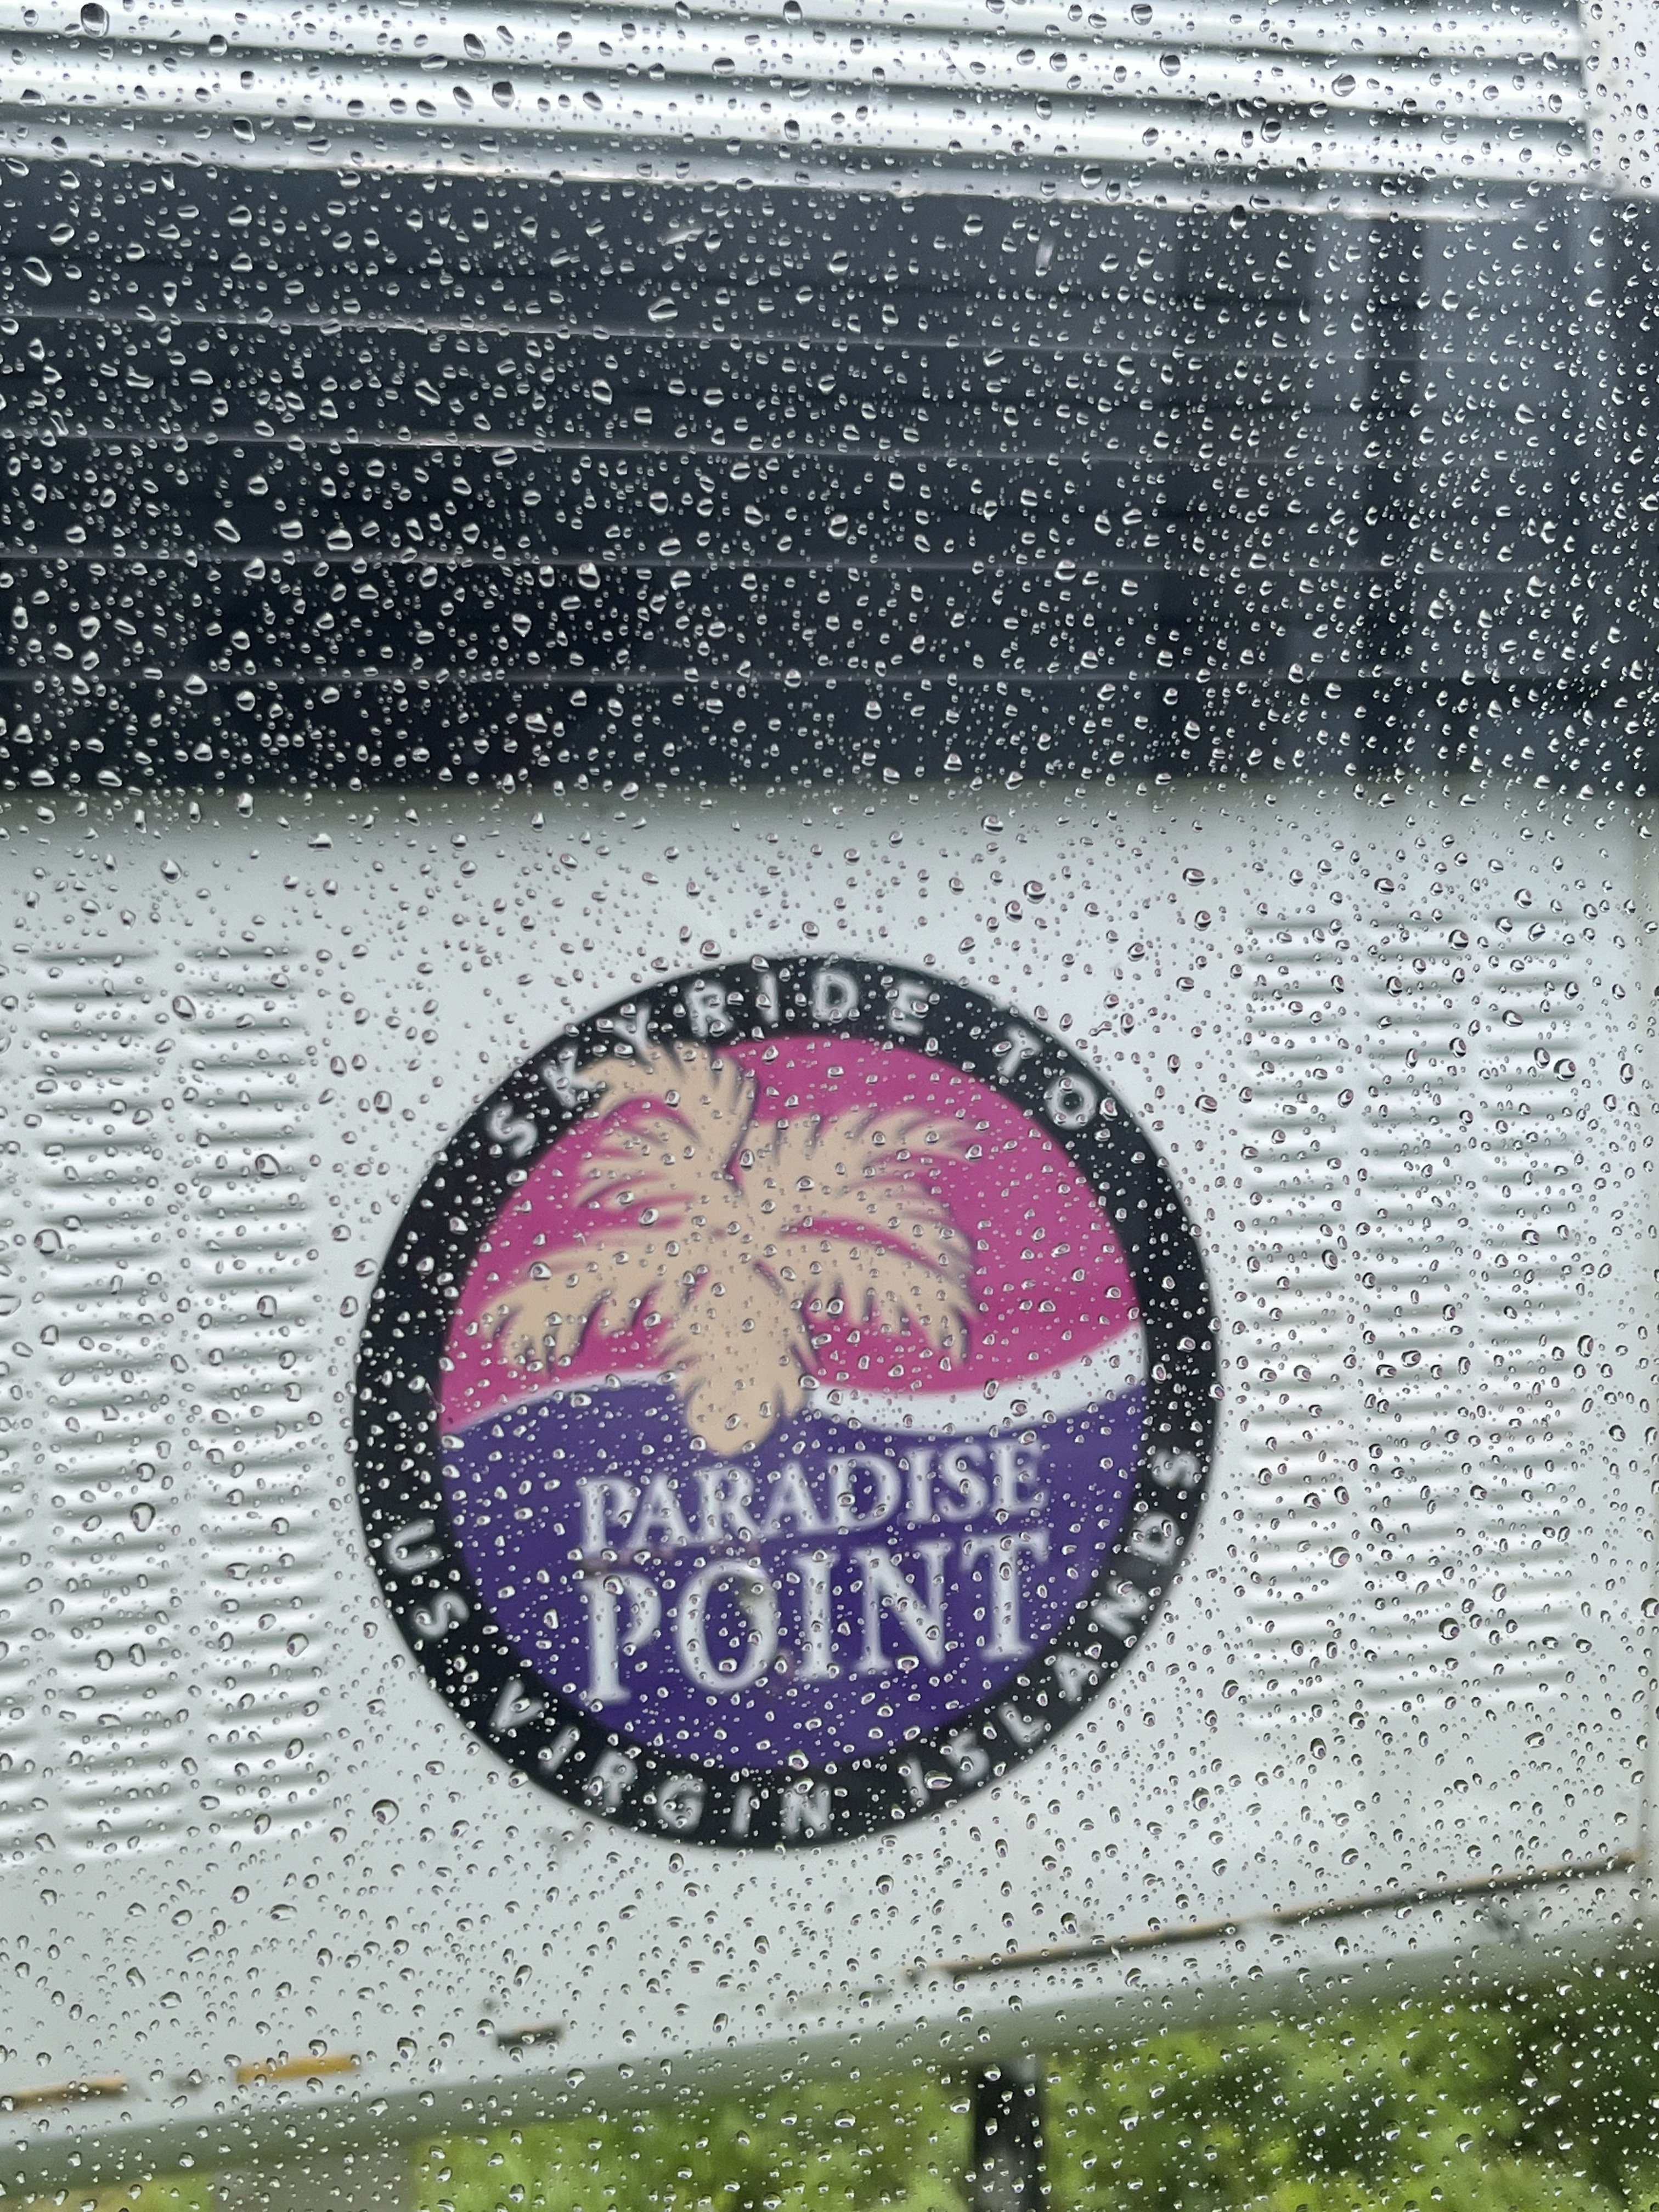 SKYRIDE TO
PARADISE
POINT
US VIRGIN ISLANDS